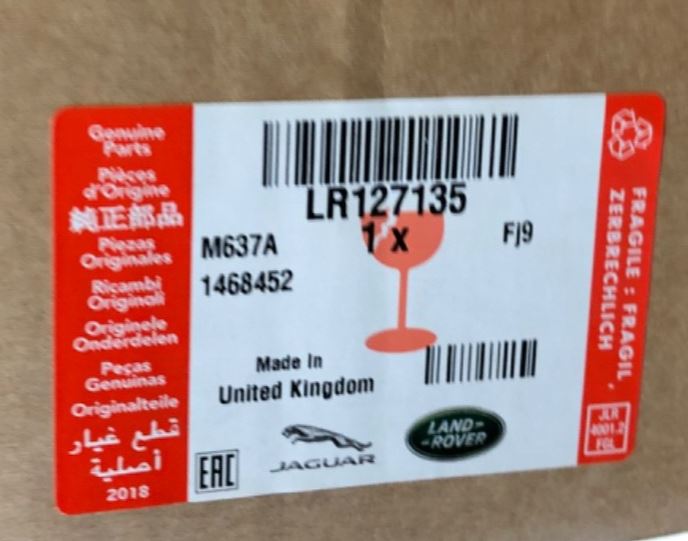 Genuine
Parts
Pièces
d'Origine
純正部品
Piezas
Originales
Ricambi
Originali
Originele
Onderdelen
Peças
Genuinas
Originalteile
قطع غيار
أصلية
2018
LR127135
1 x
FJ9
M637A
1468452
Made In
United Kingdom
EAC
JAGUAR
LAND-
-ROVER
FRAGILE : FRAGIL
ZERBRECHLICH
JLR
4001.2
FGL